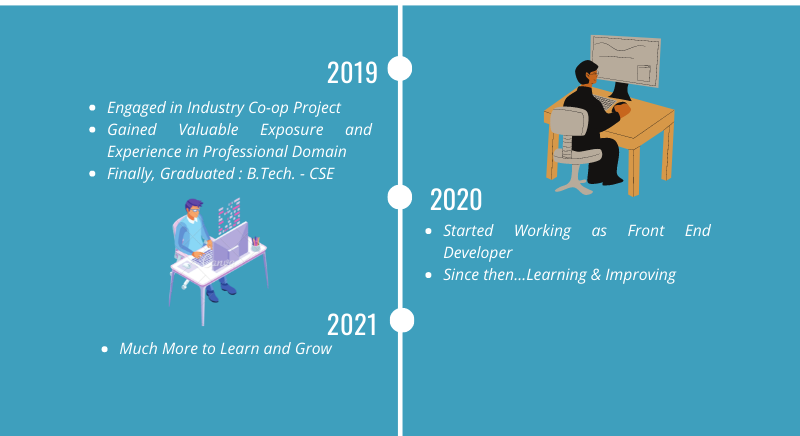 2019
• Engaged in Industry Co-op Project
• Gained Valuable Exposure and
Experience in Professional Domain
• Finally, Graduated : B.Tech. - CSE
2020
• Started Working as Front End
Developer
• Since then...Learning & Improving
2021
• Much More to Learn and Grow